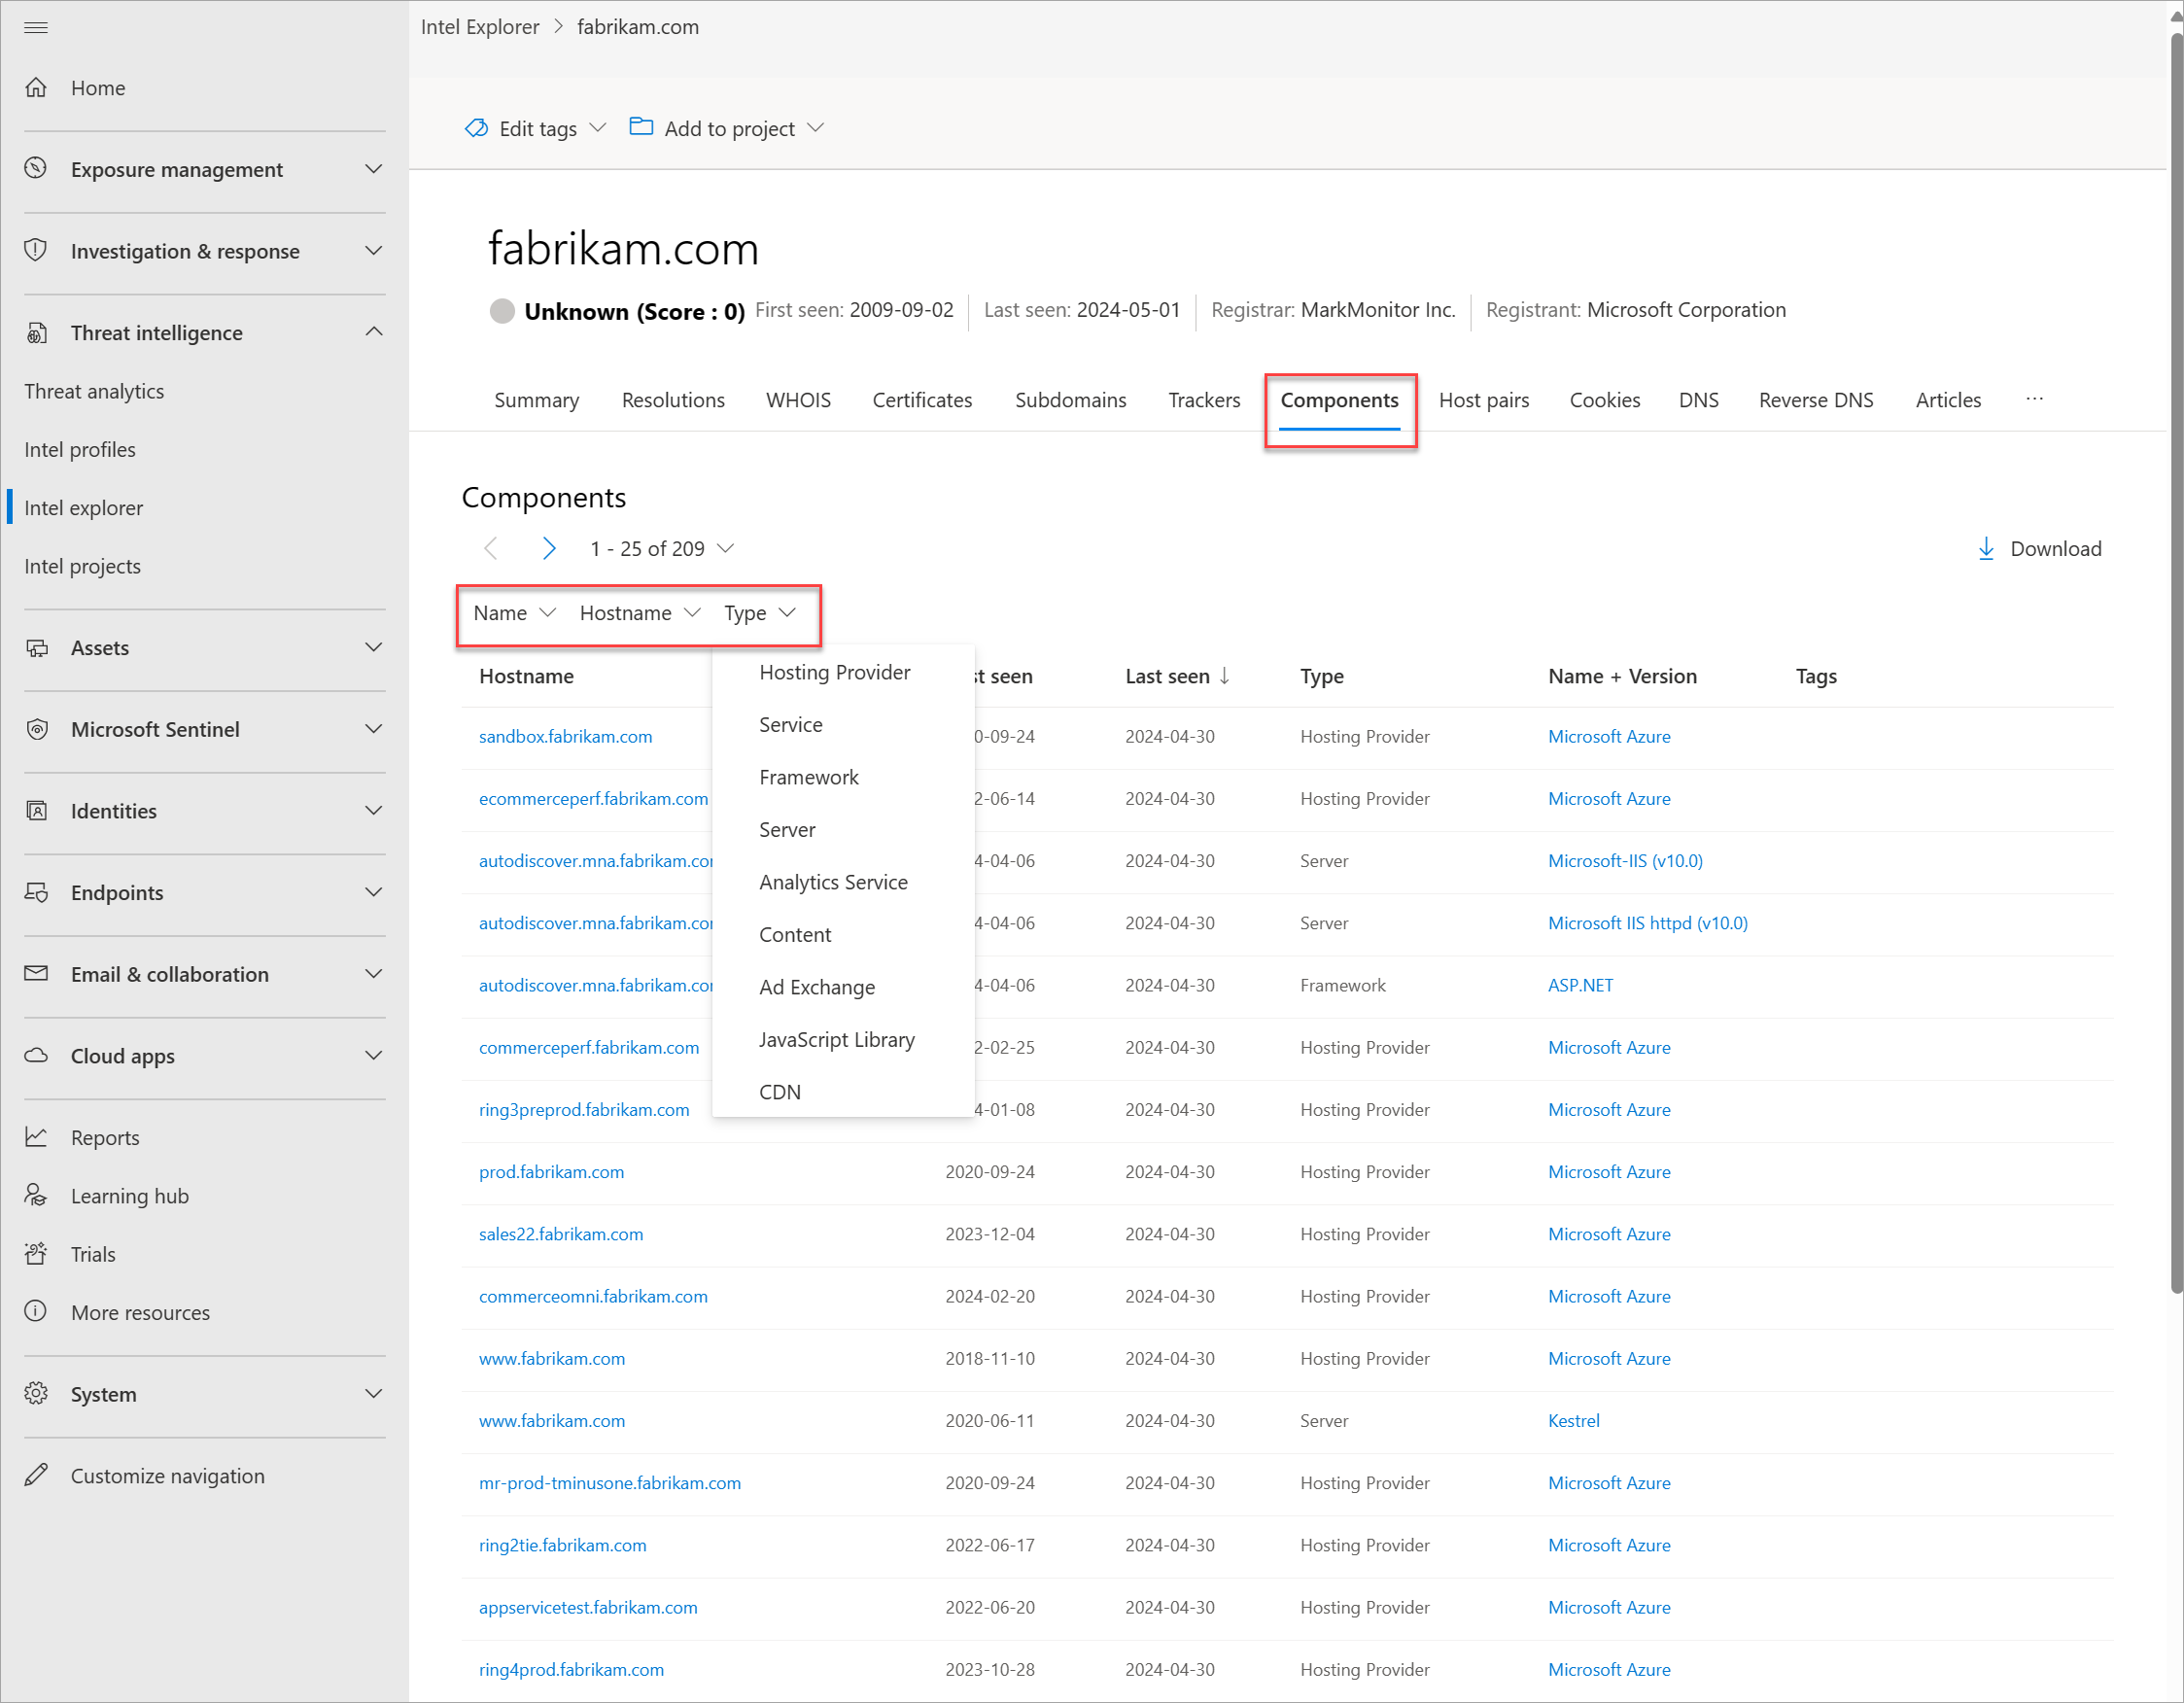 Intel Explorer > fabrikam.com
Home
Exposure management
Investigation & response
Threat intelligence
Threat analytics
Intel profiles
Intel explorer
Intel projects
Assets
Microsoft Sentinel
Identities
Endpoints
Email & collaboration
Cloud apps
Reports
Learning hub
Trials
More resources
System
Customize navigation
Edit tags Add to project
fabrikam.com
Unknown (Score : 0) First seen: 2009-09-02 Last seen: 2024-05-01 Registrar: MarkMonitor Inc. Registrant: Microsoft Corporation
Summary Resolutions WHOIS Certificates Subdomains Trackers Components Host pairs Cookies DNS Reverse DNS Articles ...
Components
1 - 25 of 209 Download
Name Hostname Type
Hosting Provider
Service
Framework
Server
Analytics Service
Content
Ad Exchange
JavaScript Library
CDN
Hostname st seen Last seen ↓ Type Name + Version Tags
sandbox.fabrikam.com 0-09-24 2024-04-30 Hosting Provider Microsoft Azure
ecommerceperf.fabrikam.com 2-06-14 2024-04-30 Hosting Provider Microsoft Azure
autodiscover.mna.fabrikam.co 4-04-06 2024-04-30 Server Microsoft-IIS (v10.0)
autodiscover.mna.fabrikam.co 4-04-06 2024-04-30 Server Microsoft IIS httpd (v10.0)
autodiscover.mna.fabrikam.co 4-04-06 2024-04-30 Framework ASP.NET
commerceperf.fabrikam.com 2-02-25 2024-04-30 Hosting Provider Microsoft Azure
ring3preprod.fabrikam.com 4-01-08 2024-04-30 Hosting Provider Microsoft Azure
prod.fabrikam.com 2020-09-24 2024-04-30 Hosting Provider Microsoft Azure
sales22.fabrikam.com 2023-12-04 2024-04-30 Hosting Provider Microsoft Azure
commerceomni.fabrikam.com 2024-02-20 2024-04-30 Hosting Provider Microsoft Azure
www.fabrikam.com 2018-11-10 2024-04-30 Hosting Provider Microsoft Azure
www.fabrikam.com 2020-06-11 2024-04-30 Server Kestrel
mr-prod-tminusone.fabrikam.com 2020-09-24 2024-04-30 Hosting Provider Microsoft Azure
ring2tie.fabrikam.com 2022-06-17 2024-04-30 Hosting Provider Microsoft Azure
appservicetest.fabrikam.com 2022-06-20 2024-04-30 Hosting Provider Microsoft Azure
ring4prod.fabrikam.com 2023-10-28 2024-04-30 Hosting Provider Microsoft Azure